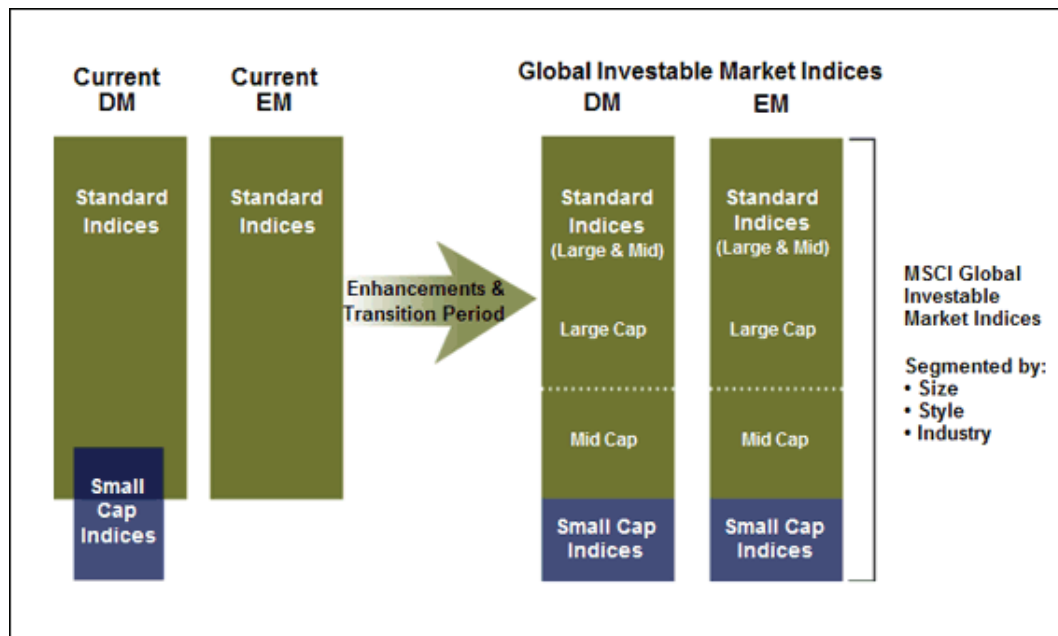 Current
DM
Current
EM
Standard
Indices
Standard
Indices
Small
Cap
Indices
Enhancements &
Transition Period
Global Investable Market Indices
DM
EM
Standard
Indices
(Large & Mid)
Standard
Indices
(Large & Mid)
Large Cap
Large Cap
Mid Cap
Mid Cap
Small Cap
Indices
Small Cap
Indices
MSCI Global
Investable
Market Indices
Segmented by:
• Size
• Style
• Industry